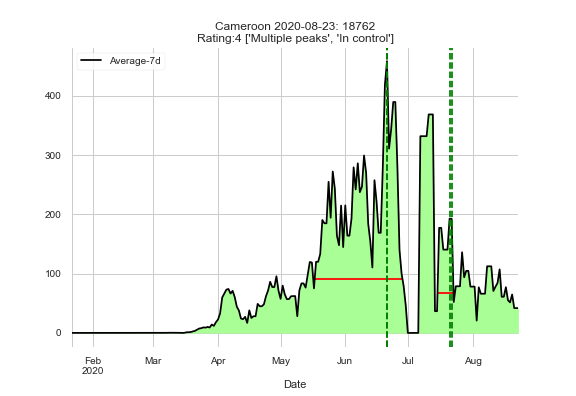 Cameroon 2020-08-23: 18762
Rating:4 ['Multiple peaks', 'In control']
Average-7d
400
300
200
100
0
Feb Mar Apr May Jun Jul Aug
2020
Date